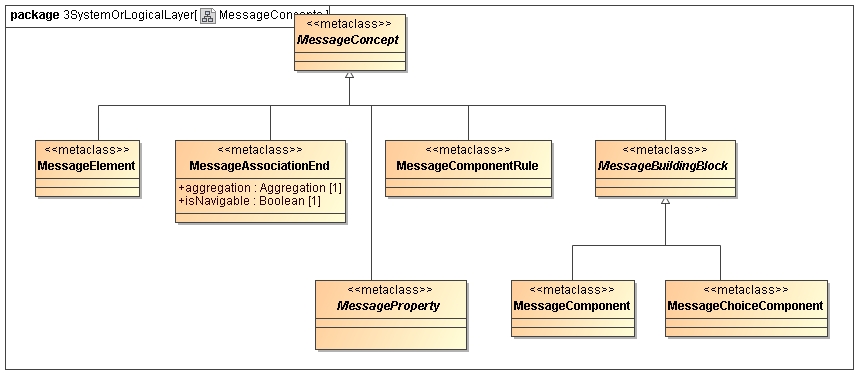 package 3SystemOrLogicalLayer[ MessageConcepts ]
<<metaclass>>
MessageConcept
<<metaclass>>
MessageElement
<<metaclass>>
MessageAssociationEnd
+aggregation : Aggregation [1]
+isNavigable : Boolean [1]
<<metaclass>>
MessageComponentRule
<<metaclass>>
MessageBuildingBlock
<<metaclass>>
MessageProperty
<<metaclass>>
MessageComponent
<<metaclass>>
MessageChoiceComponent